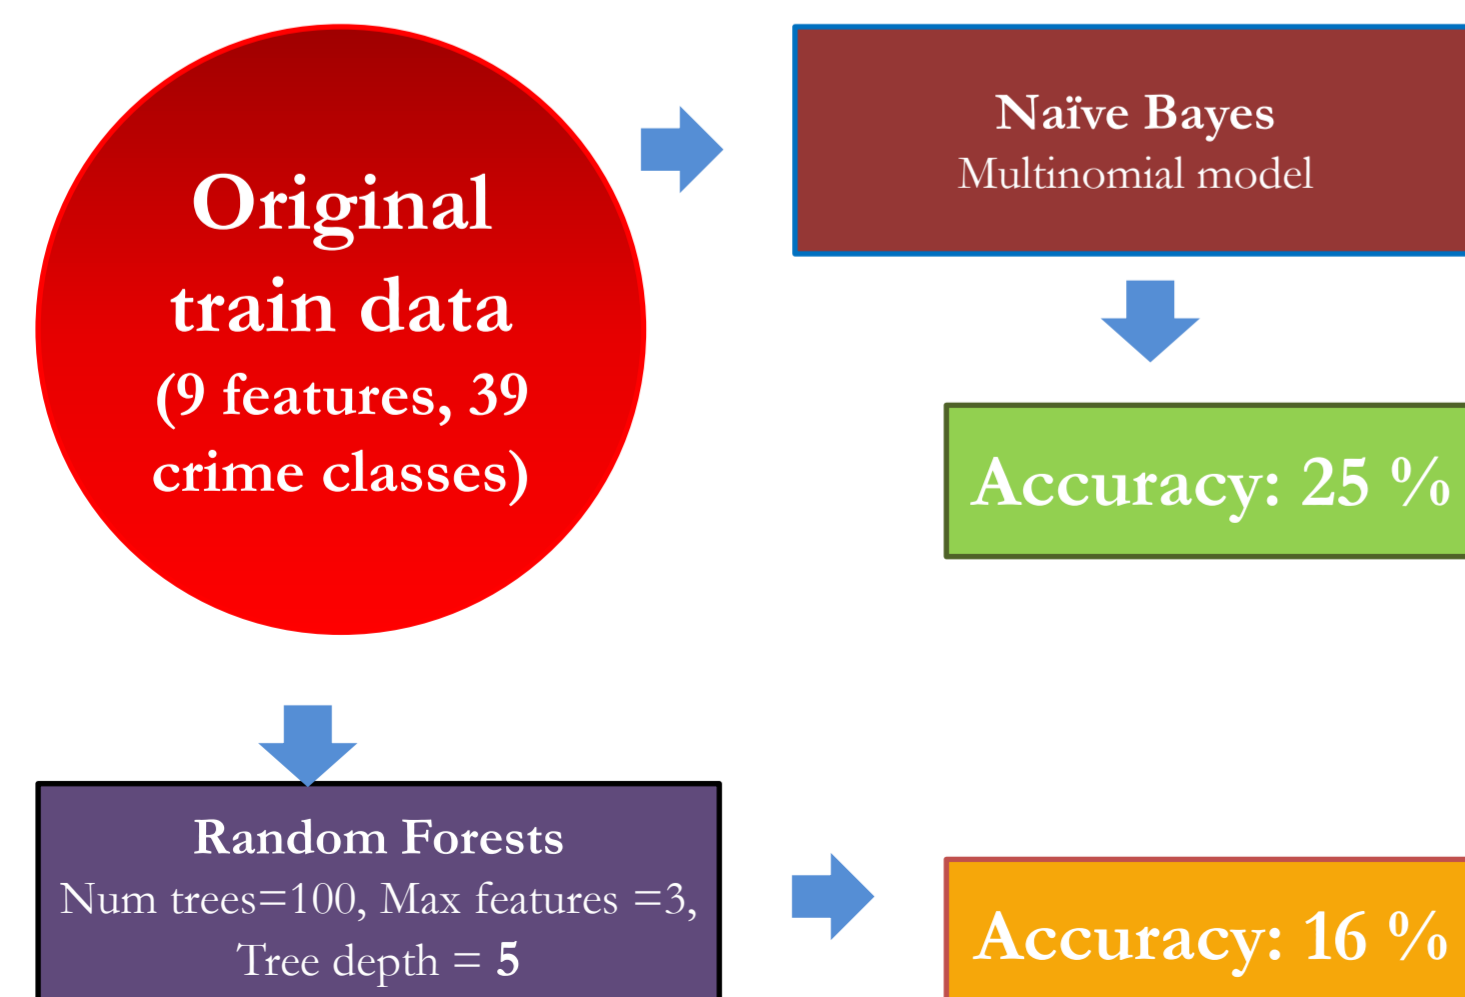 Original
train data
(9 features, 39
crime classes)
Naïve Bayes
Multinomial model
Accuracy: 25 %
Random Forests
Num trees=100, Max features =3,
Tree depth = 5
Accuracy: 16 %